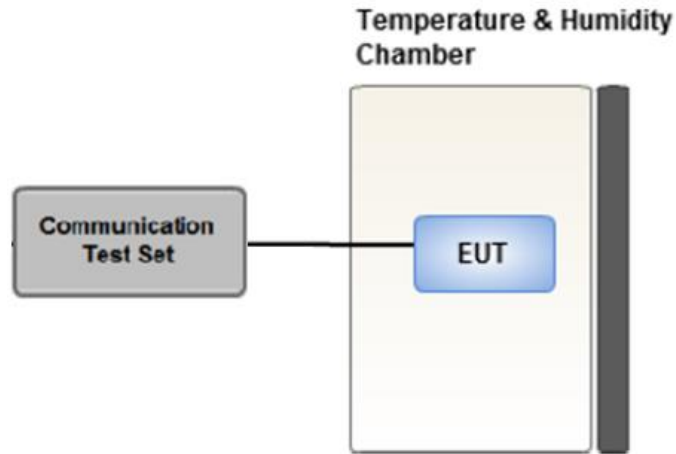 Temperature & Humidity
Chamber
Communication
Test Set
EUT